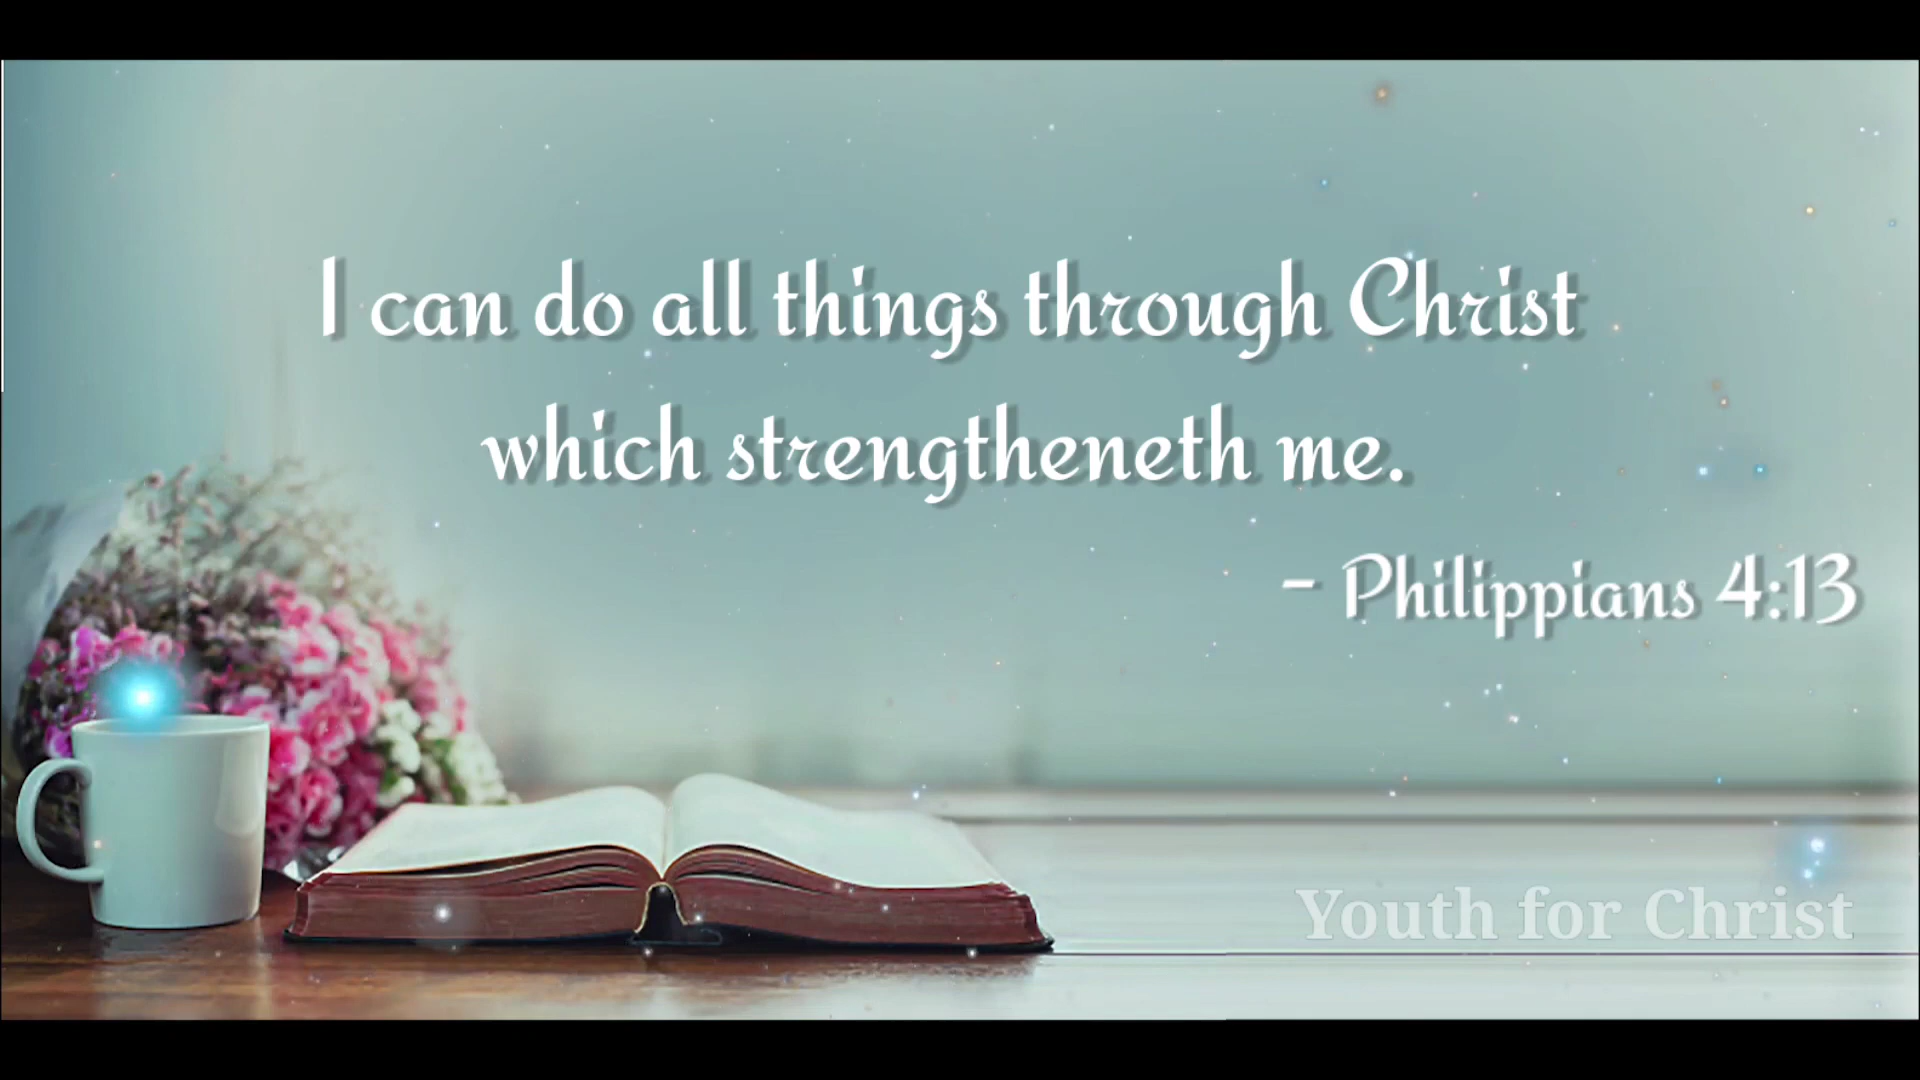 I can do all things through Christ
which strengtheneth me.
- Philippians 4:13
Youth for Christ